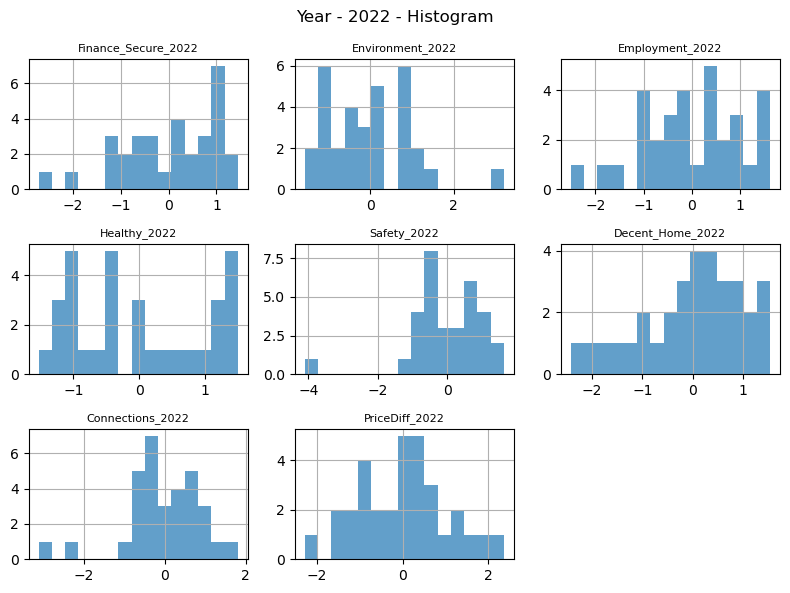 Year - 2022 - Histogram
Finance_Secure_2022
6
4
2
0
−2 −1 0 1
Environment_2022
6
4
2
0
0 2
Employment_2022
4
2
0
−2 −1 0 1
Healthy_2022
4
2
0
−1 0 1
Safety_2022
7.5
5.0
2.5
0.0
−4 −2 0
Decent_Home_2022
4
2
0
−2 −1 0 1
Connections_2022
6
4
2
0
−2 0 2
PriceDiff_2022
4
2
0
−2 0 2